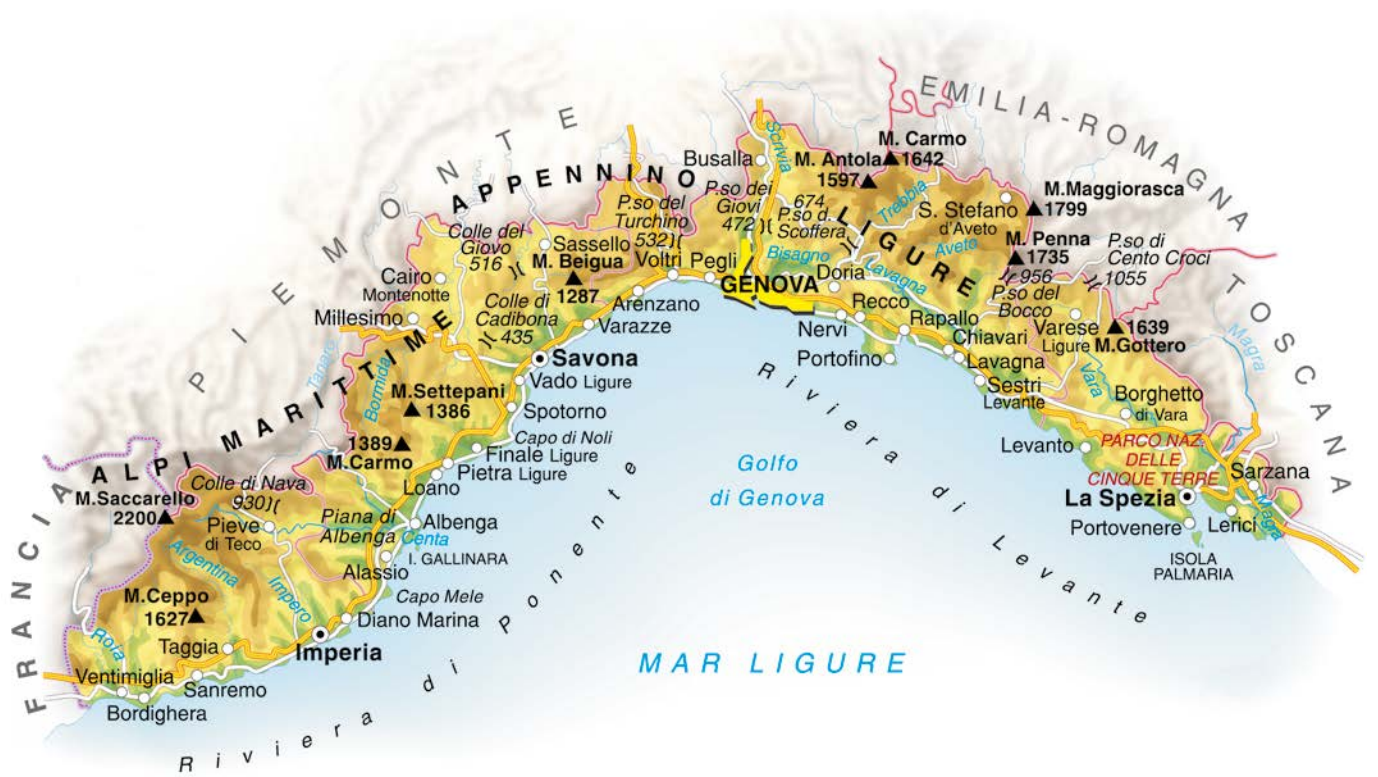 EMILIA-ROMAGNA
PIEMONTE
FRANCIA
TOSCANA
APPENNINO
LIGURE
ALPI MARITTIME
M. Carmo
1642
M. Antola
1597
Busalla
Scrivia
P.so dei
Giovi
472
674
P.so d.
Scoffera
Trebbia
S. Stefano
d'Aveto
Aveto
M.Maggiorasca
1799
M. Penna
1735
P.so di
Cento Croci
1055
956
P.so del
Bocco
P.so del
Turchino
532
Colle del
Giovo
516
Sassello
M. Beigua
1287
Voltri
Pegli
GENOVA
Bisagno
Doria
Lavagna
Recco
Rapallo
Chiavari
Lavagna
Nervi
Portofino
Sestri
Levante
Varese
Ligure
1639
M.Gottero
Vara
Magra
Borghetto
di Vara
Cairo
Montenotte
Millesimo
Colle di
Cadibona
435
Arenzano
Varazze
Savona
Vado Ligure
Spotorno
Capo di Noli
Finale Ligure
Pietra Ligure
Loano
Tanaro
Bormida
M.Settepani
1386
1389
M.Carmo
Levanto
PARCO NAZ.
DELLE
CINQUE TERRE
Sarzana
La Spezia
Portovenere
Lerici
Magra
ISOLA
PALMARIA
M.Saccarello
2200
Colle di Nava
930
Pieve
di Teco
Piana di
Albenga
Albenga
Centa
I. GALLINARA
Alassio
Capo Mele
Argentina
Impero
M.Ceppo
1627
Diano Marina
Imperia
Taggia
Roia
Ventimiglia
Sanremo
Bordighera
Golfo
di Genova
MAR LIGURE
Riviera di Ponente
Riviera di Levante